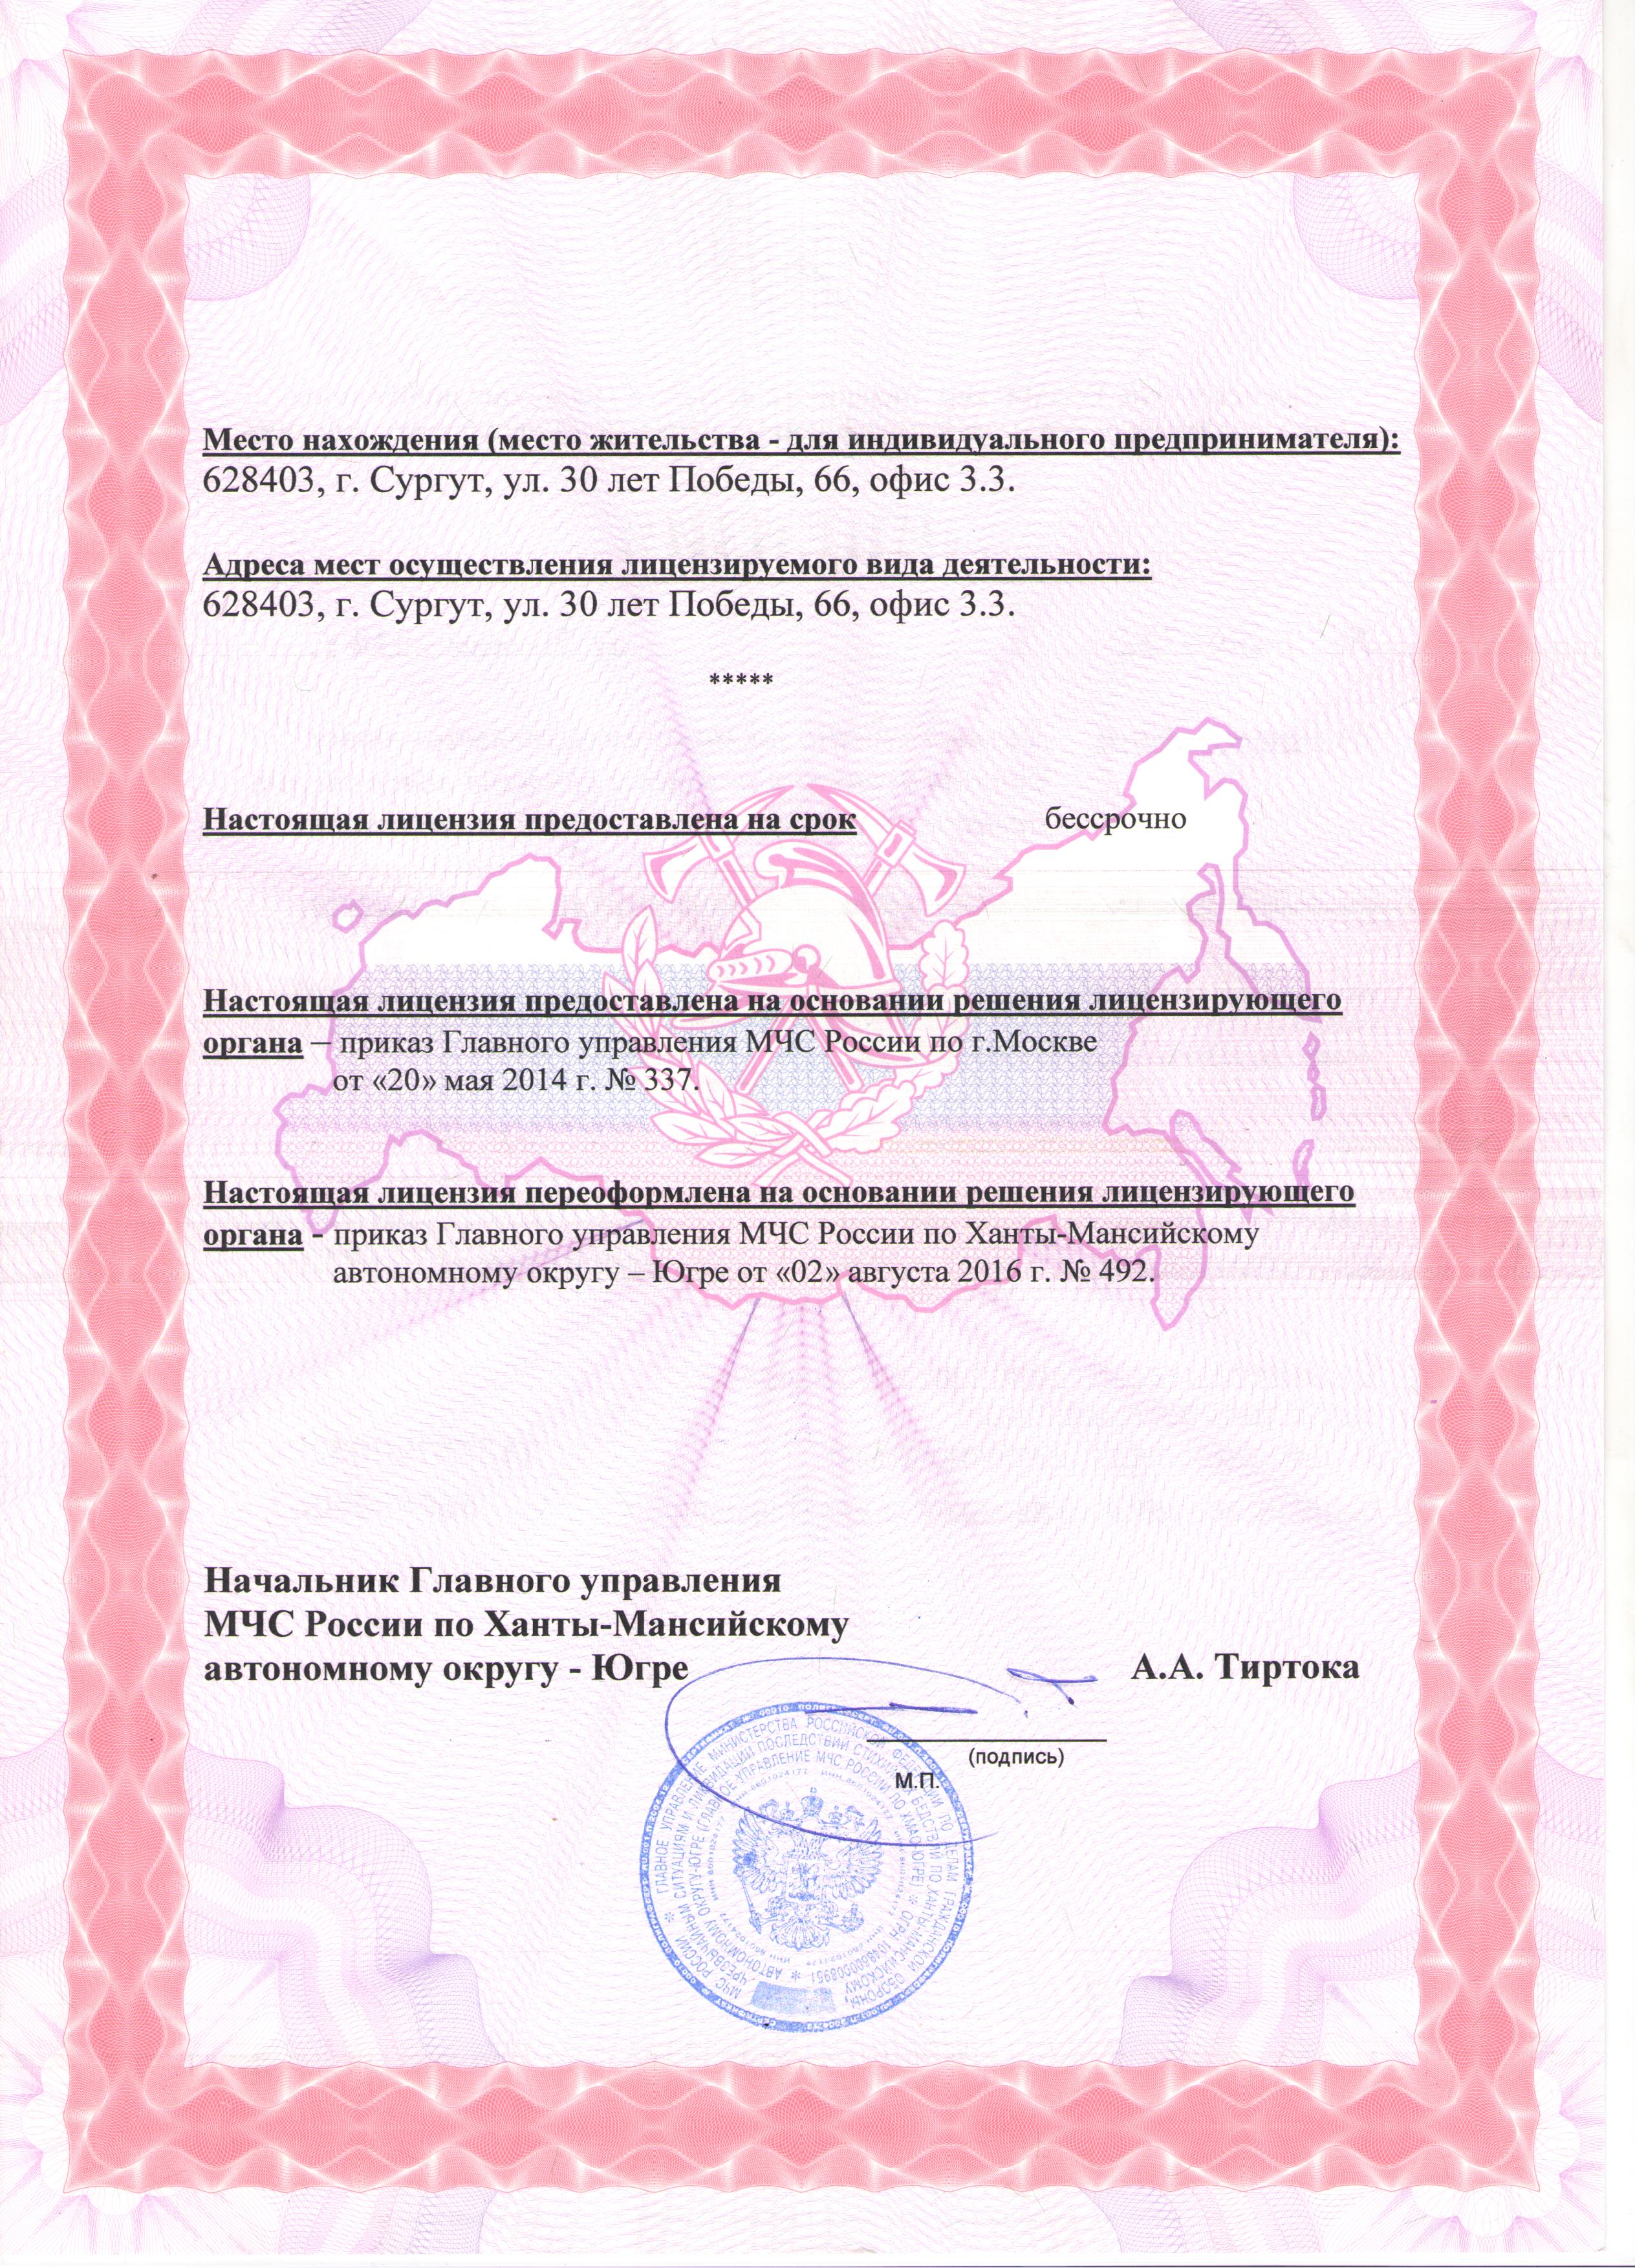 Место нахождения (место жительства - для индивидуального предпринимателя):
628403, г. Сургут, ул. 30 лет Победы, 66, офис 3.3.
Адреса мест осуществления лицензируемого вида деятельности:
628403, г. Сургут, ул. 30 лет Победы, 66, офис 3.3.
*****
Настоящая лицензия предоставлена на срок бессрочно
Настоящая лицензия предоставлена на основании решения лицензирующего
органа – приказ Главного управления МЧС России по г.Москве
от «20» мая 2014 г. № 337.
Настоящая лицензия переоформлена на основании решения лицензирующего
органа - приказ Главного управления МЧС России по Ханты-Мансийскому
автономному округу – Югре от «02» августа 2016 г. № 492.
Начальник Главного управления
МЧС России по Ханты-Мансийскому
автономному округу - Югре А.А. Тиртока
(подпись)
М.П.
МЧС РОССИИ * ГЛАВНОЕ УПРАВЛЕНИЕ МИНИСТЕРСТВА РОССИЙСКОЙ ФЕДЕРАЦИИ ПО ДЕЛАМ ГРАЖДАНСКОЙ ОБОРОНЫ,
ЧРЕЗВЫЧАЙНЫМ СИТУАЦИЯМ И ЛИКВИДАЦИИ ПОСЛЕДСТВИЙ СТИХИЙНЫХ БЕДСТВИЙ ПО ХАНТЫ-МАНСИЙСКОМУ
АВТОНОМНОМУ ОКРУГУ-ЮГРЕ (ГЛАВНОЕ УПРАВЛЕНИЕ МЧС РОССИИ ПО ХМАО-ЮГРЕ) * ОГРН 1048600008951 *
ИНН 8601024177